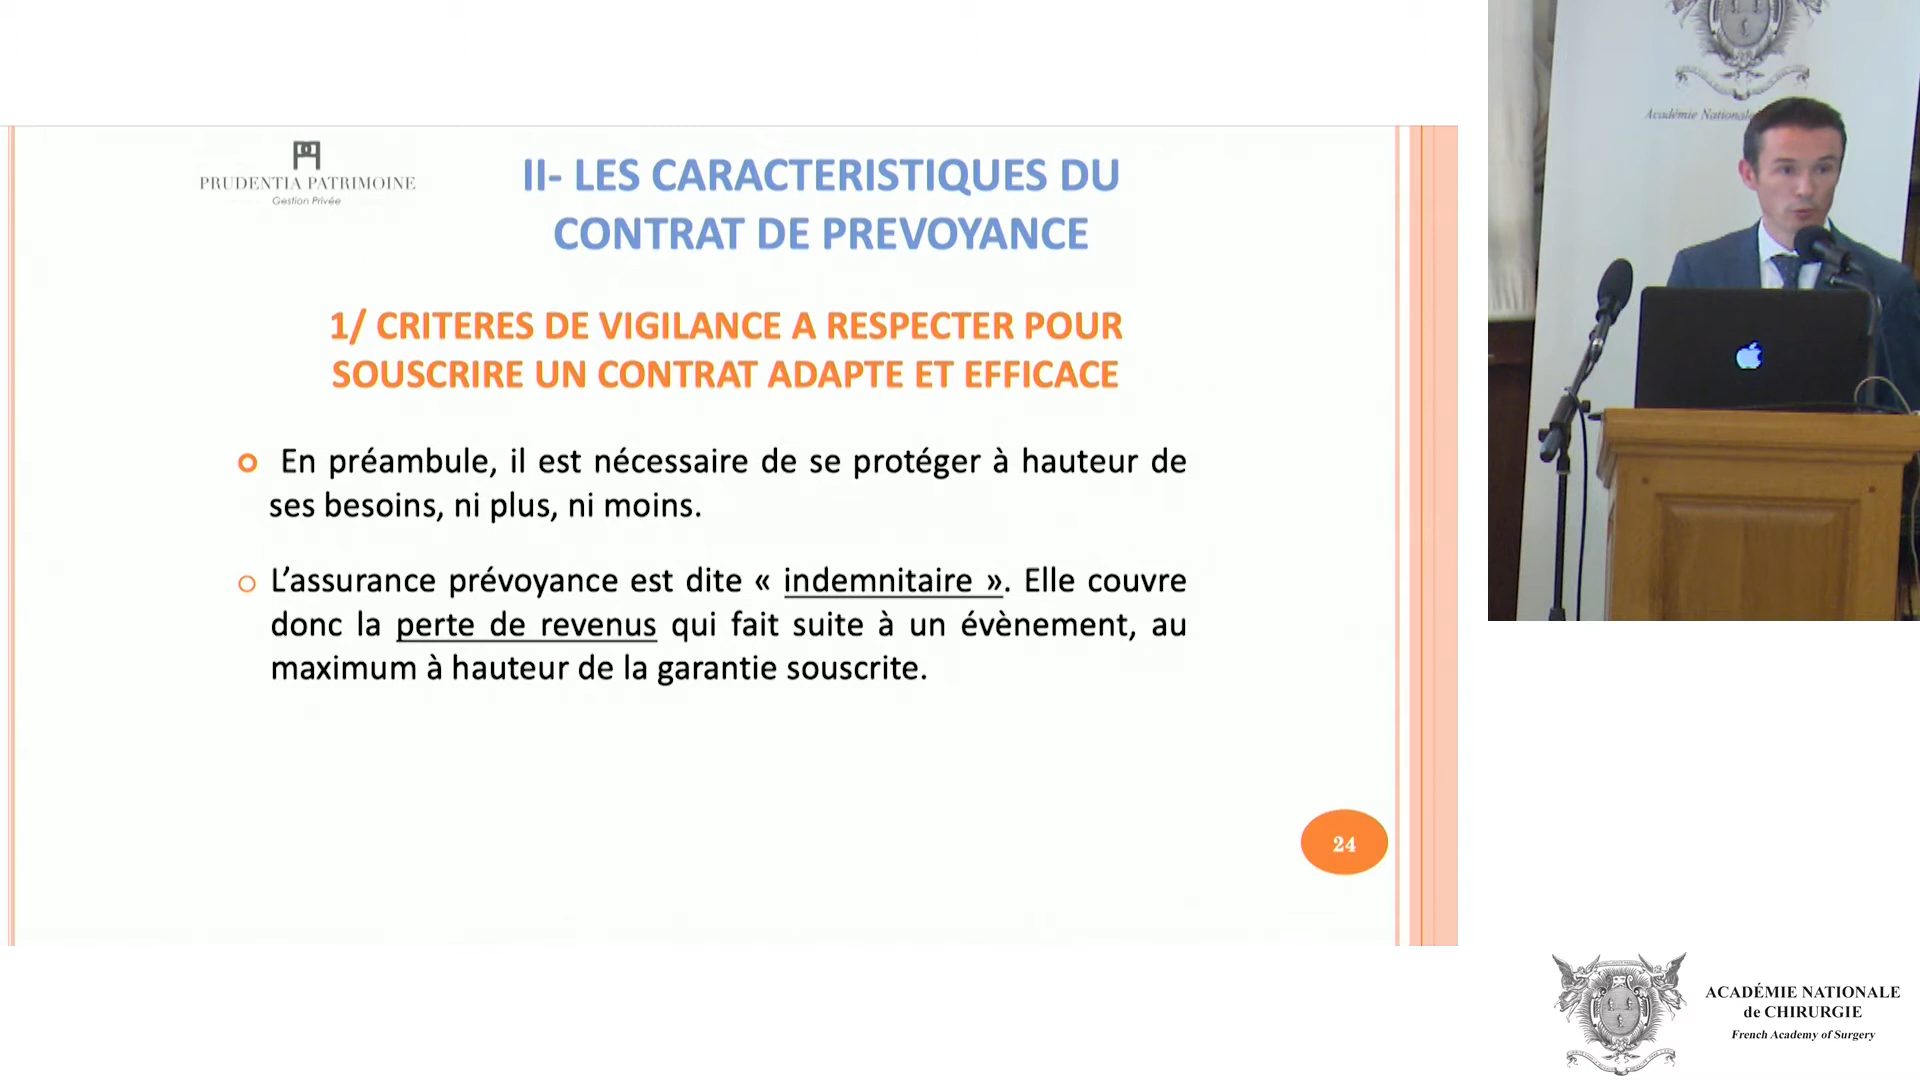 PRUDENTIA PATRIMOINE
Gestion Privée
II- LES CARACTERISTIQUES DU
CONTRAT DE PREVOYANCE
1/ CRITERES DE VIGILANCE A RESPECTER POUR
SOUSCRIRE UN CONTRAT ADAPTE ET EFFICACE
En préambule, il est nécessaire de se protéger à hauteur de
ses besoins, ni plus, ni moins.
L’assurance prévoyance est dite « indemnitaire ». Elle couvre
donc la perte de revenus qui fait suite à un évènement, au
maximum à hauteur de la garantie souscrite.
24
Académie Nationale
ACADÉMIE NATIONALE
de CHIRURGIE
French Academy of Surgery